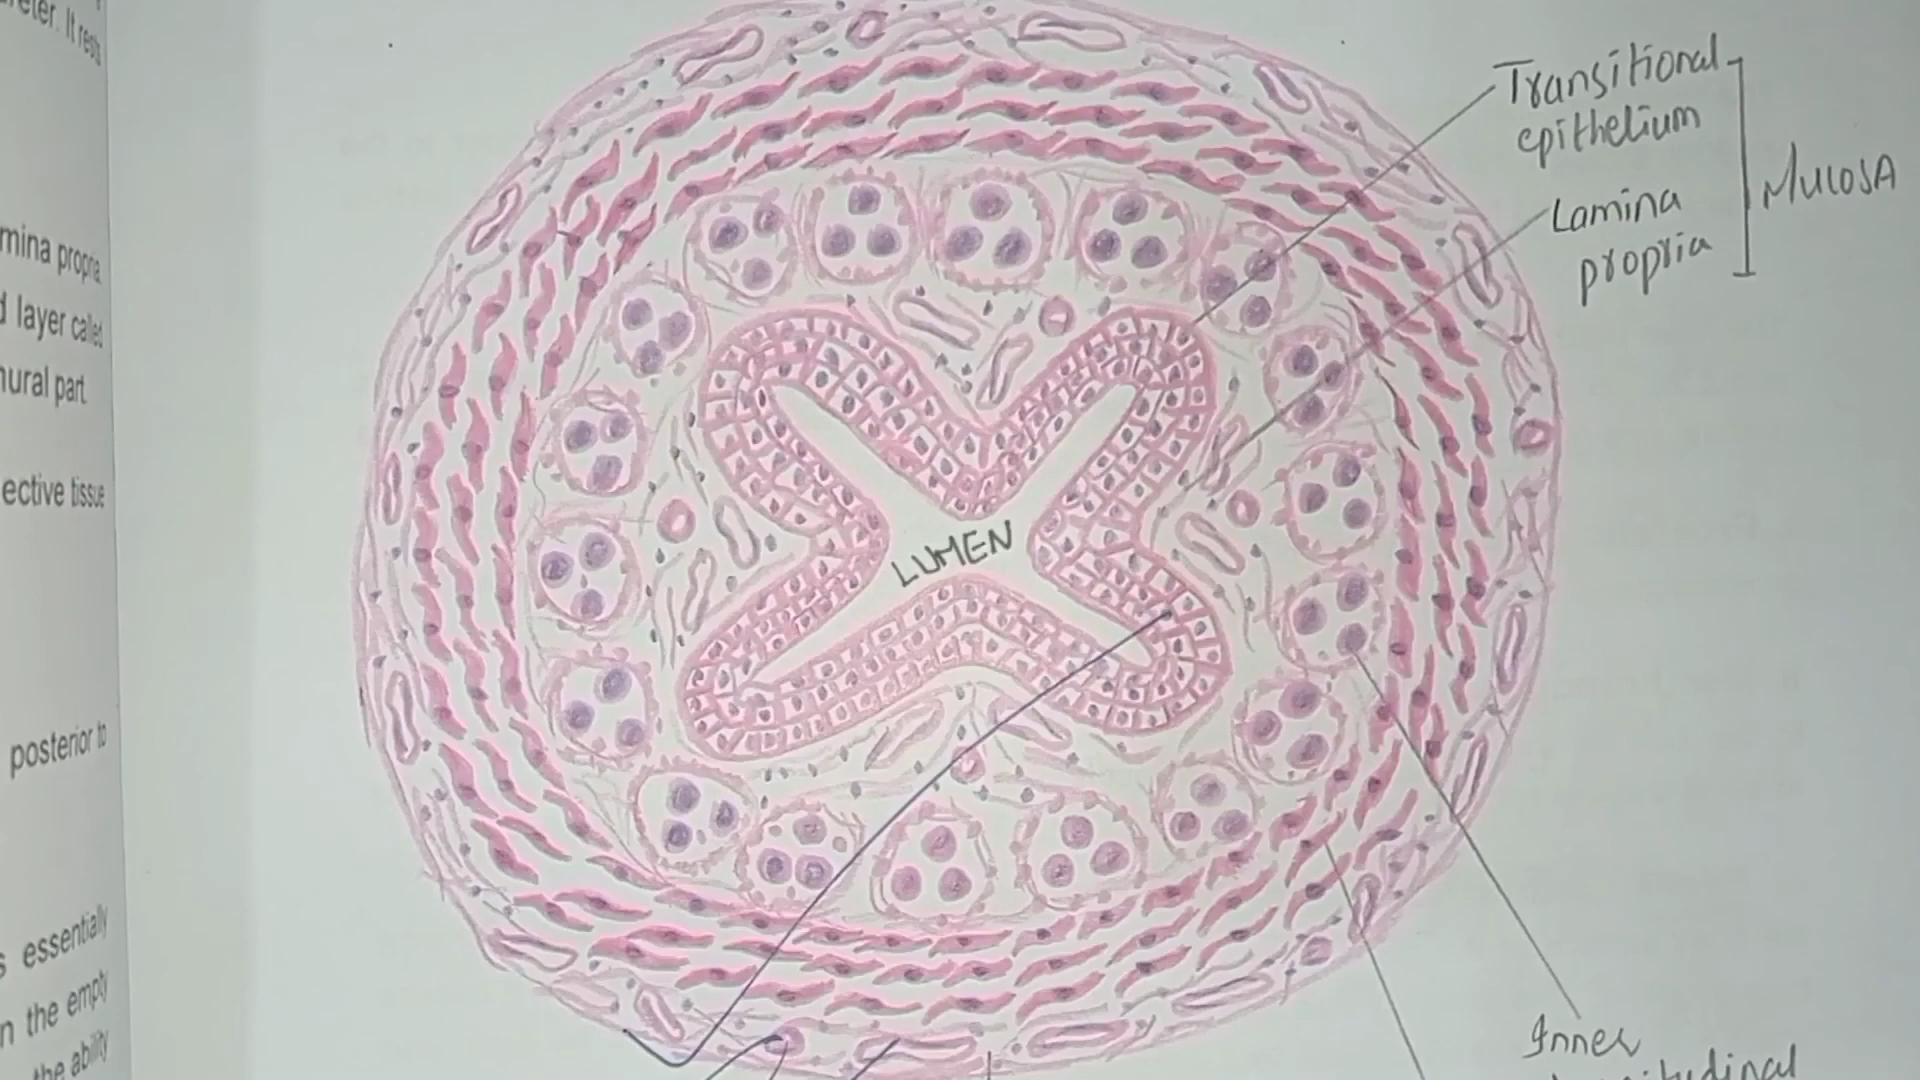 It rests
mina propria
layer called
mural part
ective tissue
posterior to
essentially
n the empty
the ability
Transitional
epithelium
Lamina
propria
MUCOSA
LUMEN
Inner